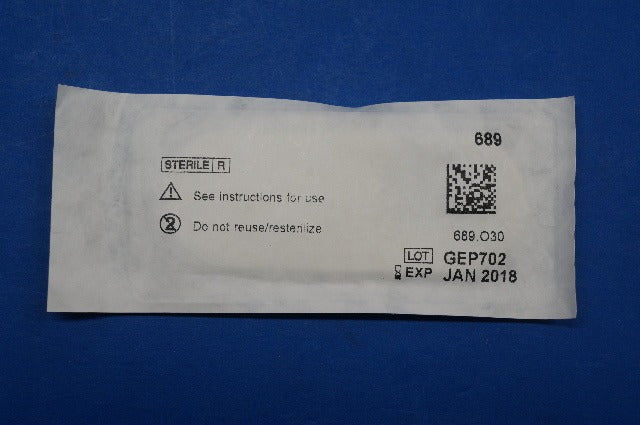 689
STERILE R
See instructions for use
Do not reuse/resterilize
689.O30
LOT GEP702
EXP JAN 2018